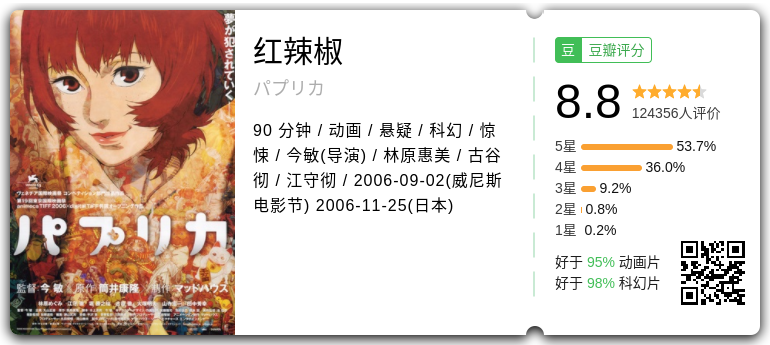 夢が犯されていく
パプリカ
監督 今敏 原作 筒井康隆 制作 マッドハウス
红辣椒
パプリカ
90 分钟 / 动画 / 悬疑 / 科幻 / 惊
悚 / 今敏(导演) / 林原惠美 / 古谷
彻 / 江守彻 / 2006-09-02(威尼斯
电影节) 2006-11-25(日本)
豆 豆瓣评分
8.8
124356人评价
5星 53.7%
4星 36.0%
3星 9.2%
2星 0.8%
1星 0.2%
好于 95% 动画片
好于 98% 科幻片